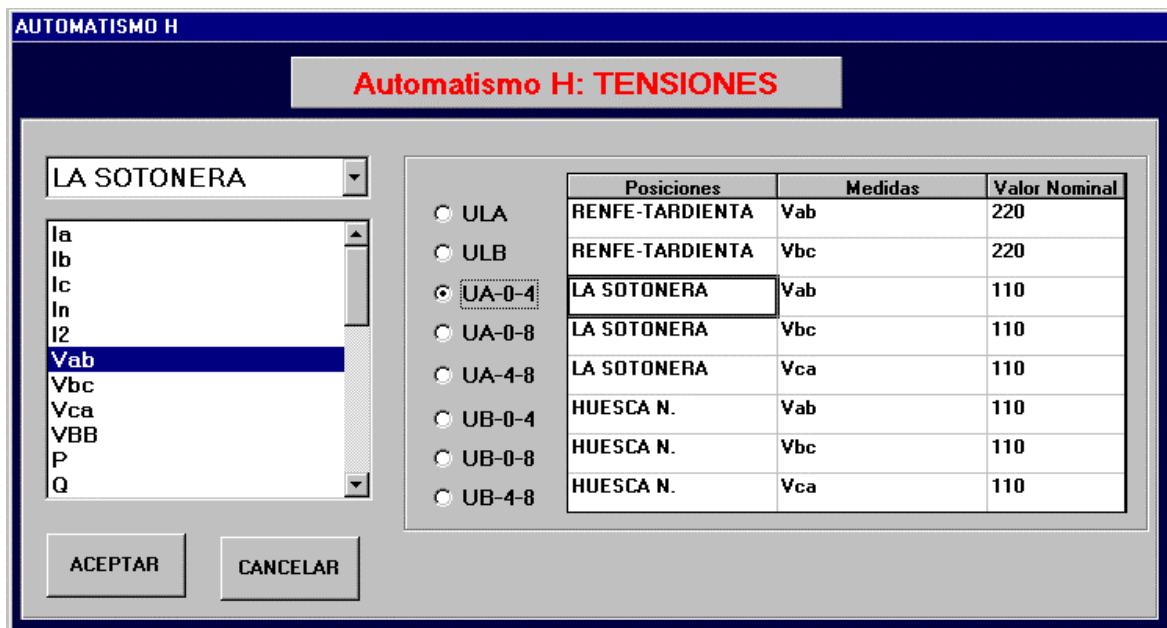 AUTOMATISMO H
Automatismo H: TENSIONES
LA SOTONERA
Ia
Ib
Ic
In
I2
Vab
Vbc
Vca
VBB
P
Q
ACEPTAR
CANCELAR
Posiciones Medidas Valor Nominal
ULA RENFE-TARDIENTA Vab 220
ULB RENFE-TARDIENTA Vbc 220
UA-0-4 LA SOTONERA Vab 110
UA-0-8 LA SOTONERA Vbc 110
UA-4-8 LA SOTONERA Vca 110
UB-0-4 HUESCA N. Vab 110
UB-0-8 HUESCA N. Vbc 110
UB-4-8 HUESCA N. Vca 110